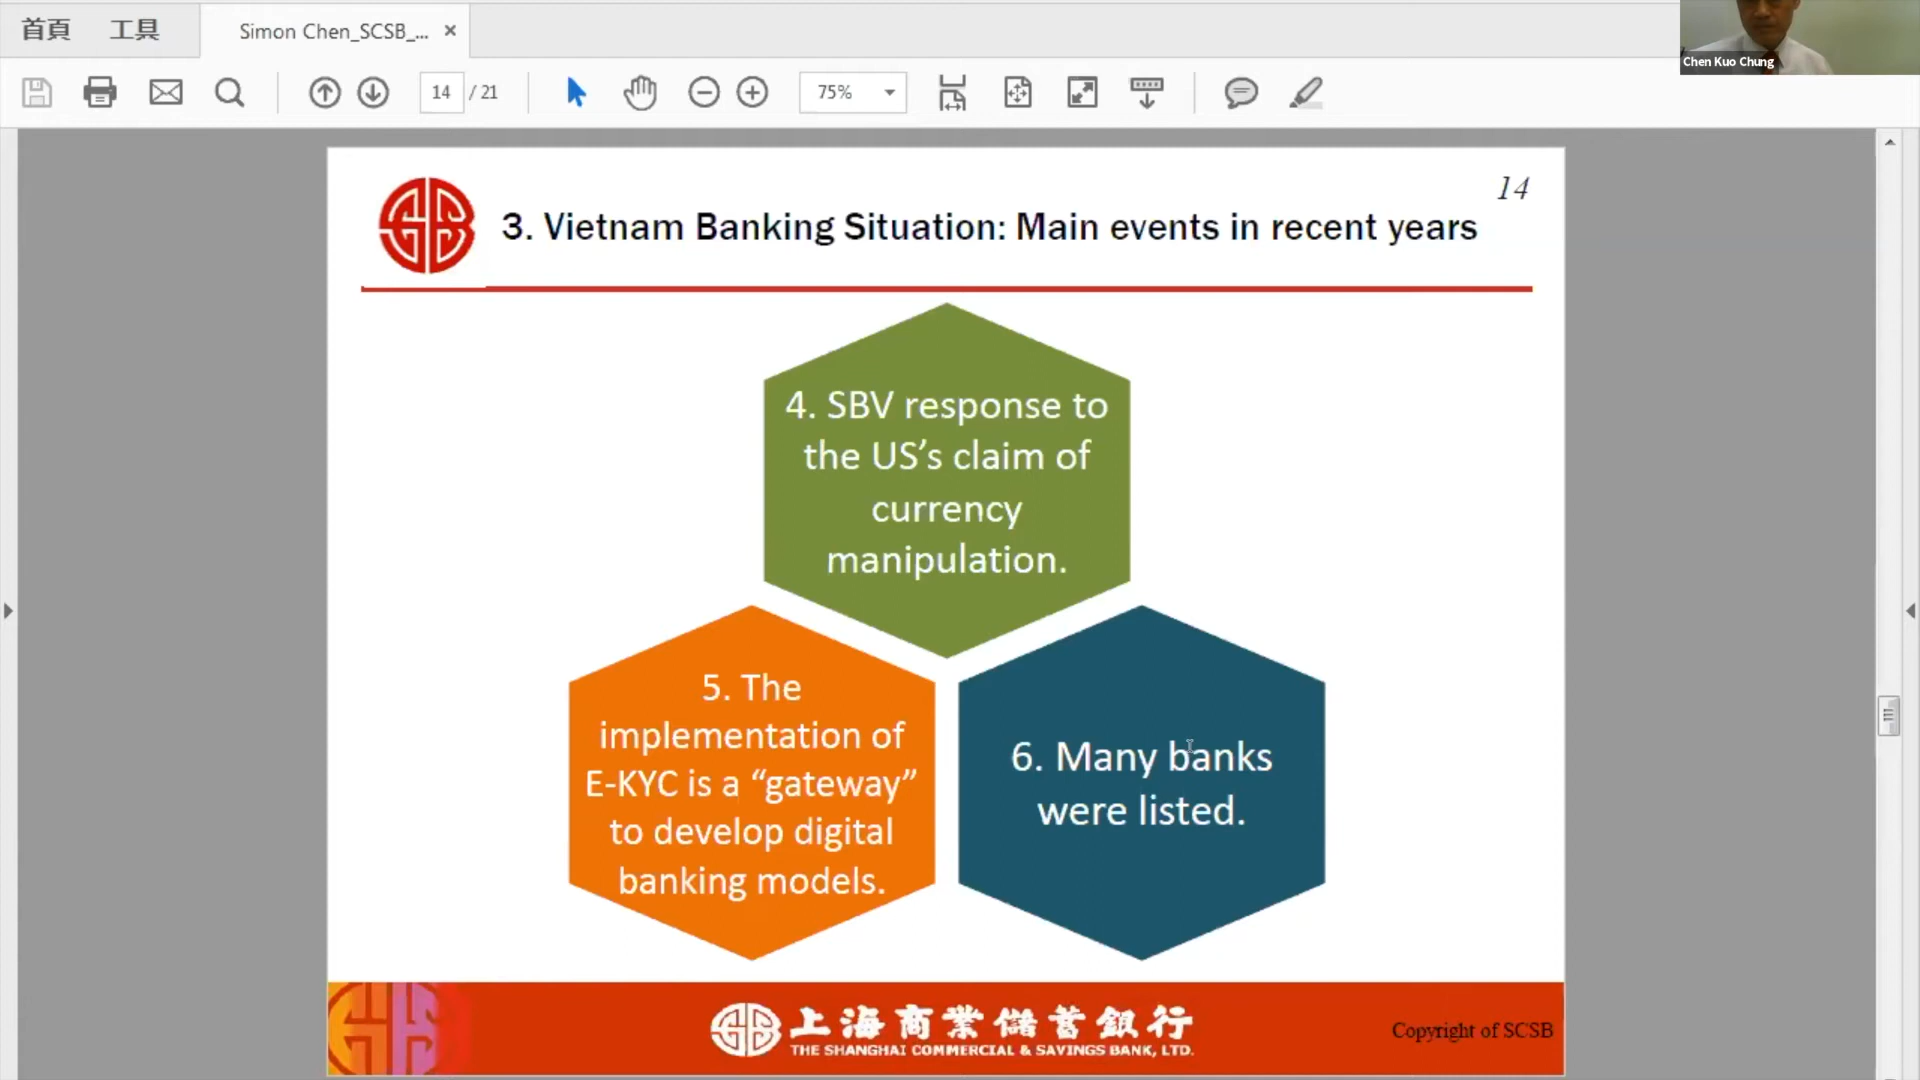 首頁 工具 Simon Chen_SCSB_... ×
Chen Kuo Chung
14 / 21 75%
14
3. Vietnam Banking Situation: Main events in recent years
4. SBV response to
the US’s claim of
currency
manipulation.
5. The
implementation of
E-KYC is a “gateway”
to develop digital
banking models.
6. Many banks
were listed.
上海商業儲蓄銀行
THE SHANGHAI COMMERCIAL & SAVINGS BANK, LTD.
Copyright of SCSB